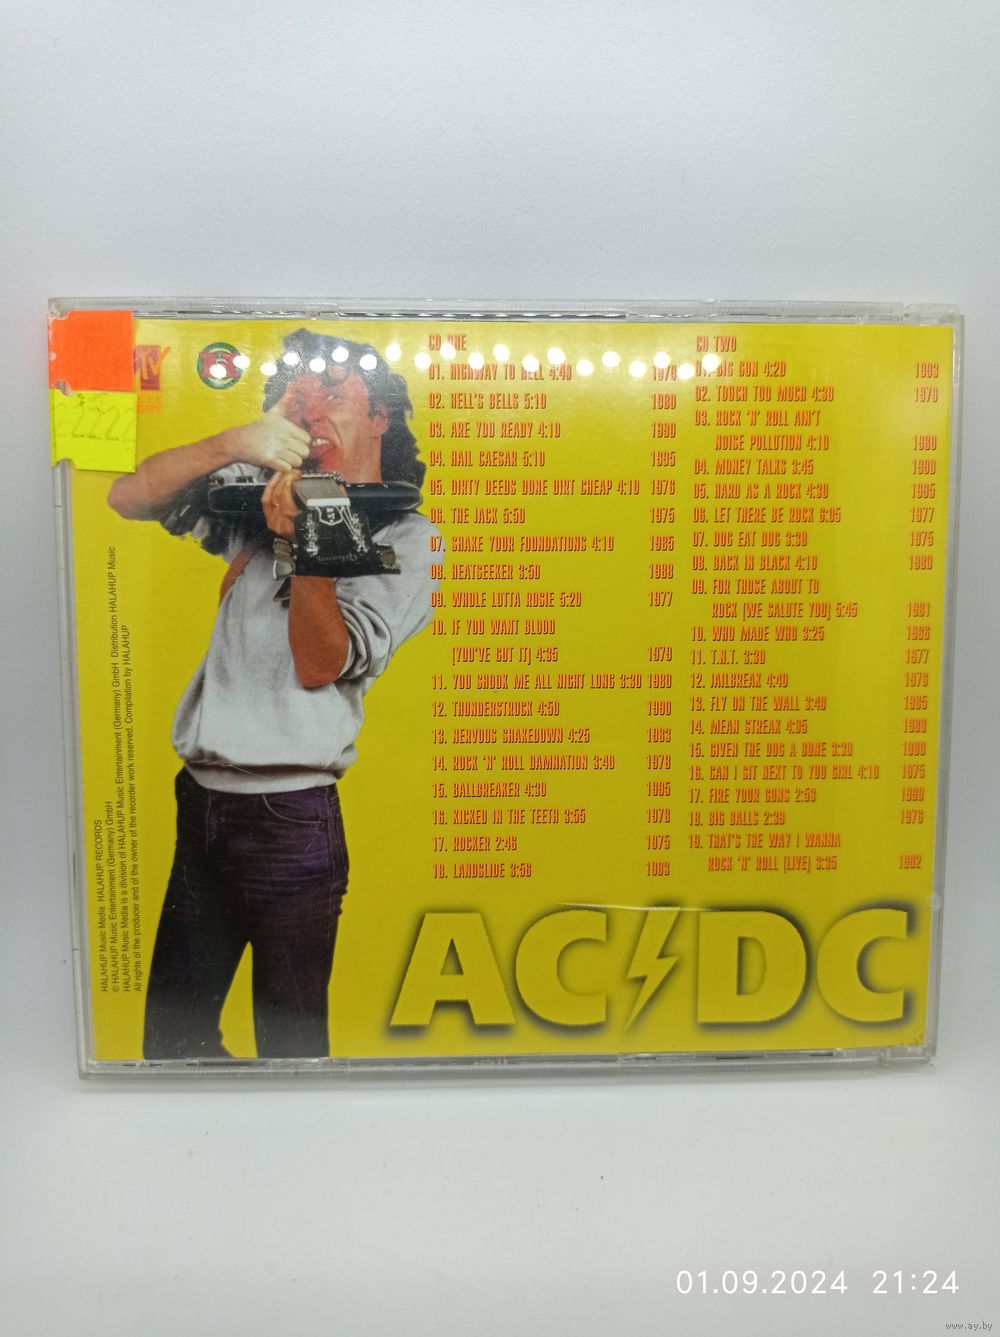 MTV
22222
CD ONE
01. HIGHWAY TO HELL 4:40 1979
02. HELL'S BELLS 5:10 1980
03. ARE YOU READY 4:10 1990
04. HAIL CAESAR 5:10 1995
05. DIRTY DEEDS DONE DIRT CHEAP 4:10 1976
06. THE JACK 5:50 1975
07. SHAKE YOUR FOUNDATIONS 4:10 1985
08. HEATSEEKER 3:50 1988
09. WHOLE LOTTA ROSIE 5:20 1977
10. IF YOU WANT BLOOD
(YOU'VE GOT IT) 4:35 1979
11. YOU SHOOK ME ALL NIGHT LONG 3:30 1980
12. THUNDERSTRUCK 4:50 1990
13. NERVOUS SHAKEDOWN 4:25 1983
14. ROCK 'N' ROLL DAMNATION 3:40 1978
15. BALLBREAKER 4:30 1995
16. KICKED IN THE TEETH 3:55 1978
17. ROCKER 2:46 1975
18. LANDSLIDE 3:56 1983
CD TWO
01. BIG GUN 4:20 1993
02. TOUCH TOO MUCH 4:30 1979
03. ROCK 'N' ROLL AIN'T
NOISE POLLUTION 4:10 1980
04. MONEY TALKS 3:45 1990
05. HARD AS A ROCK 4:30 1995
06. LET THERE BE ROCK 6:05 1977
07. DOG EAT DOG 3:30 1975
08. BACK IN BLACK 4:10 1980
09. FOR THOSE ABOUT TO
ROCK (WE SALUTE YOU) 5:45 1981
10. WHO MADE WHO 3:25 1986
11. T.N.T. 3:30 1977
12. JAILBREAK 4:40 1976
13. FLY ON THE WALL 3:40 1985
14. MEAN STREAK 4:05 1988
15. GIVEN THE DOG A BONE 3:30 1980
16. CAN I SIT NEXT TO YOU GIRL 4:10 1975
17. FIRE YOUR GUNS 2:53 1990
18. BIG BALLS 2:39 1976
19. THAT'S THE WAY I WANNA
ROCK 'N' ROLL (LIVE) 3:35 1992
HALAHUP Music Media HALAHUP RECORDS
© HALAHUP Music Entertainment (Germany) GmbH
HALAHUP Music Media is a division of HALAHUP Music Entertainment (Germany) GmbH Distribution HALAHUP Music
All rights of the producer and of the owner of the recorder work reserved. Compilation by HALAHUP
AC DC
01.09.2024 21:24
www.ay.by